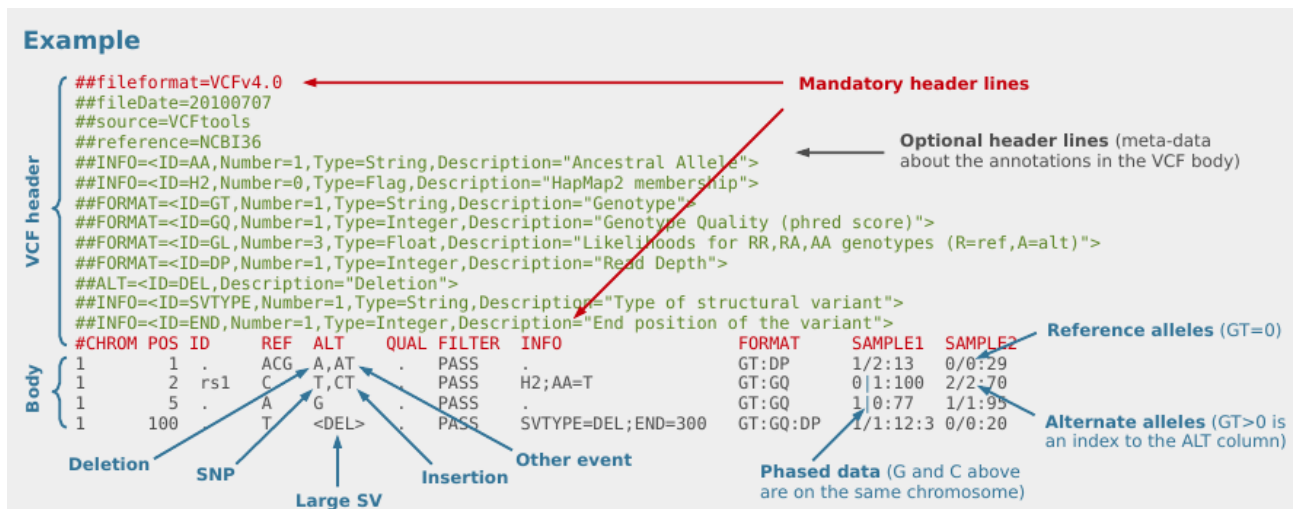 Example
##fileformat=VCFv4.0
Mandatory header lines
##fileDate=20100707
##source=VCFtools
##reference=NCBI36
Optional header lines (meta-data
about the annotations in the VCF body)
##INFO=<ID=AA,Number=1,Type=String,Description="Ancestral Allele">
##INFO=<ID=H2,Number=0,Type=Flag,Description="HapMap2 membership">
##FORMAT=<ID=GT,Number=1,Type=String,Description="Genotype">
##FORMAT=<ID=GQ,Number=1,Type=Integer,Description="Genotype Quality (phred score)">
##FORMAT=<ID=GL,Number=3,Type=Float,Description="Likelihoods for RR,RA,AA genotypes (R=ref,A=alt)">
##FORMAT=<ID=DP,Number=1,Type=Integer,Description="Read Depth">
##ALT=<ID=DEL,Description="Deletion">
##INFO=<ID=SVTYPE,Number=1,Type=String,Description="Type of structural variant">
##INFO=<ID=END,Number=1,Type=Integer,Description="End position of the variant">
VCF header
#CHROM POS ID REF ALT QUAL FILTER INFO FORMAT SAMPLE1 SAMPLE2
1 1 . ACG A,AT . PASS . GT:DP 1/2:13 0/0:29
1 2 rs1 C T,CT . PASS H2;AA=T GT:GQ 0|1:100 2/2:70
1 5 . A G . PASS . GT:GQ 1|0:77 1/1:95
1 100 . T <DEL> . PASS SVTYPE=DEL;END=300 GT:GQ:DP 1/1:12:3 0/0:20
Body
Reference alleles (GT=0)
Alternate alleles (GT>0 is
an index to the ALT column)
Deletion
SNP
Large SV
Insertion
Other event
Phased data (G and C above
are on the same chromosome)